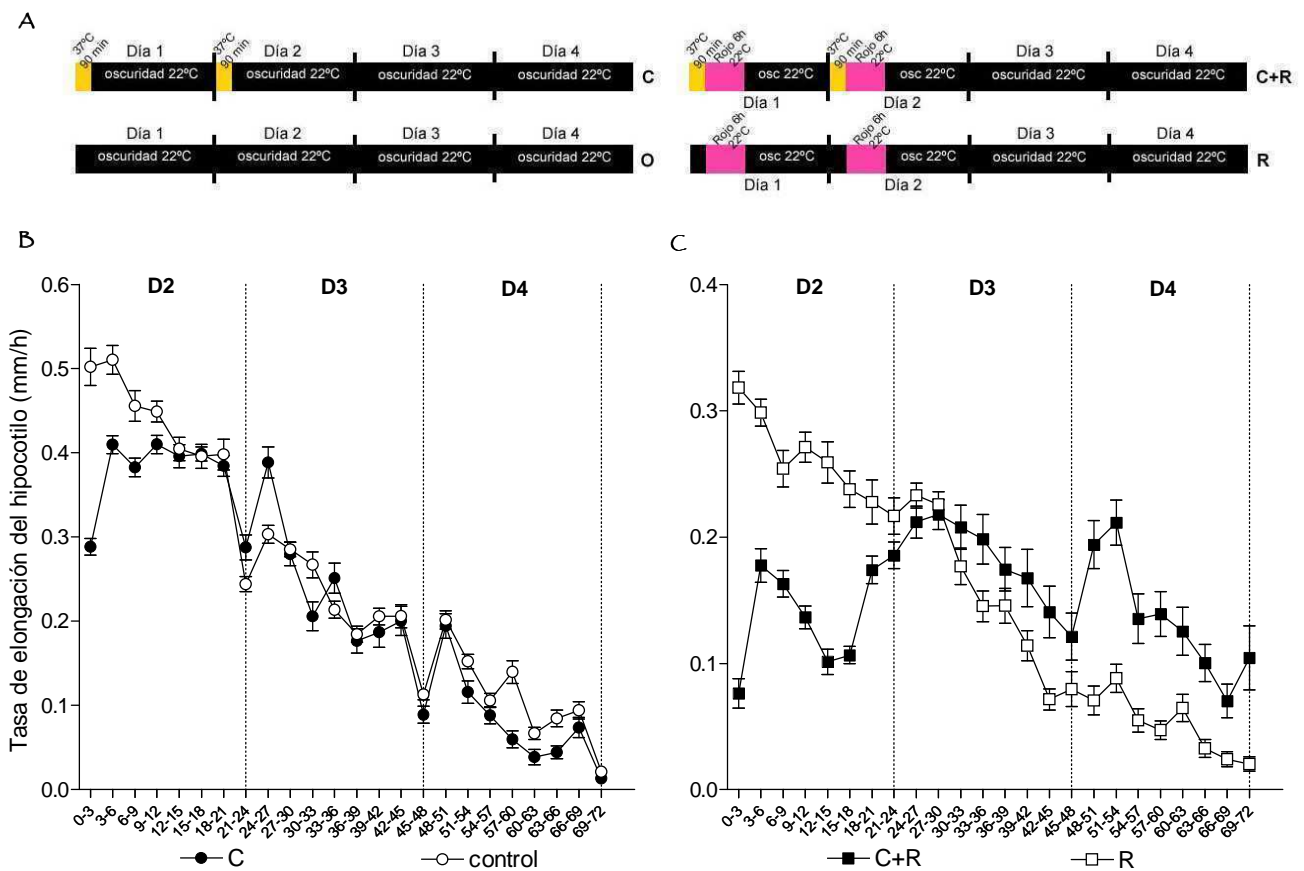 A
37ºC
90 min
Día 1
37ºC
90 min
Día 2
Día 3
Día 4
oscuridad 22ºC
oscuridad 22ºC
oscuridad 22ºC
oscuridad 22ºC
C
Día 1
Día 2
Día 3
Día 4
oscuridad 22ºC
oscuridad 22ºC
oscuridad 22ºC
oscuridad 22ºC
O
37ºC
90 min
Rojo 6h
22ºC
37ºC
90 min
Rojo 6h
22ºC
Día 3
Día 4
osc 22ºC
osc 22ºC
oscuridad 22ºC
oscuridad 22ºC
C+R
Día 1
Día 2
Rojo 6h
22ºC
Rojo 6h
22ºC
Día 3
Día 4
osc 22ºC
osc 22ºC
oscuridad 22ºC
oscuridad 22ºC
R
Día 1
Día 2
B
D2
D3
D4
Tasa de elongación del hipocotilo (mm/h)
0.6
0.5
0.4
0.3
0.2
0.1
0.0
0-3
3-6
6-9
9-12
12-15
15-18
18-21
21-24
24-27
27-30
30-33
33-36
36-39
39-42
42-45
45-48
48-51
51-54
54-57
57-60
60-63
63-66
66-69
69-72
C
control
C
D2
D3
D4
0.4
0.3
0.2
0.1
0.0
0-3
3-6
6-9
9-12
12-15
15-18
18-21
21-24
24-27
27-30
30-33
33-36
36-39
39-42
42-45
45-48
48-51
51-54
54-57
57-60
60-63
63-66
66-69
69-72
C+R
R